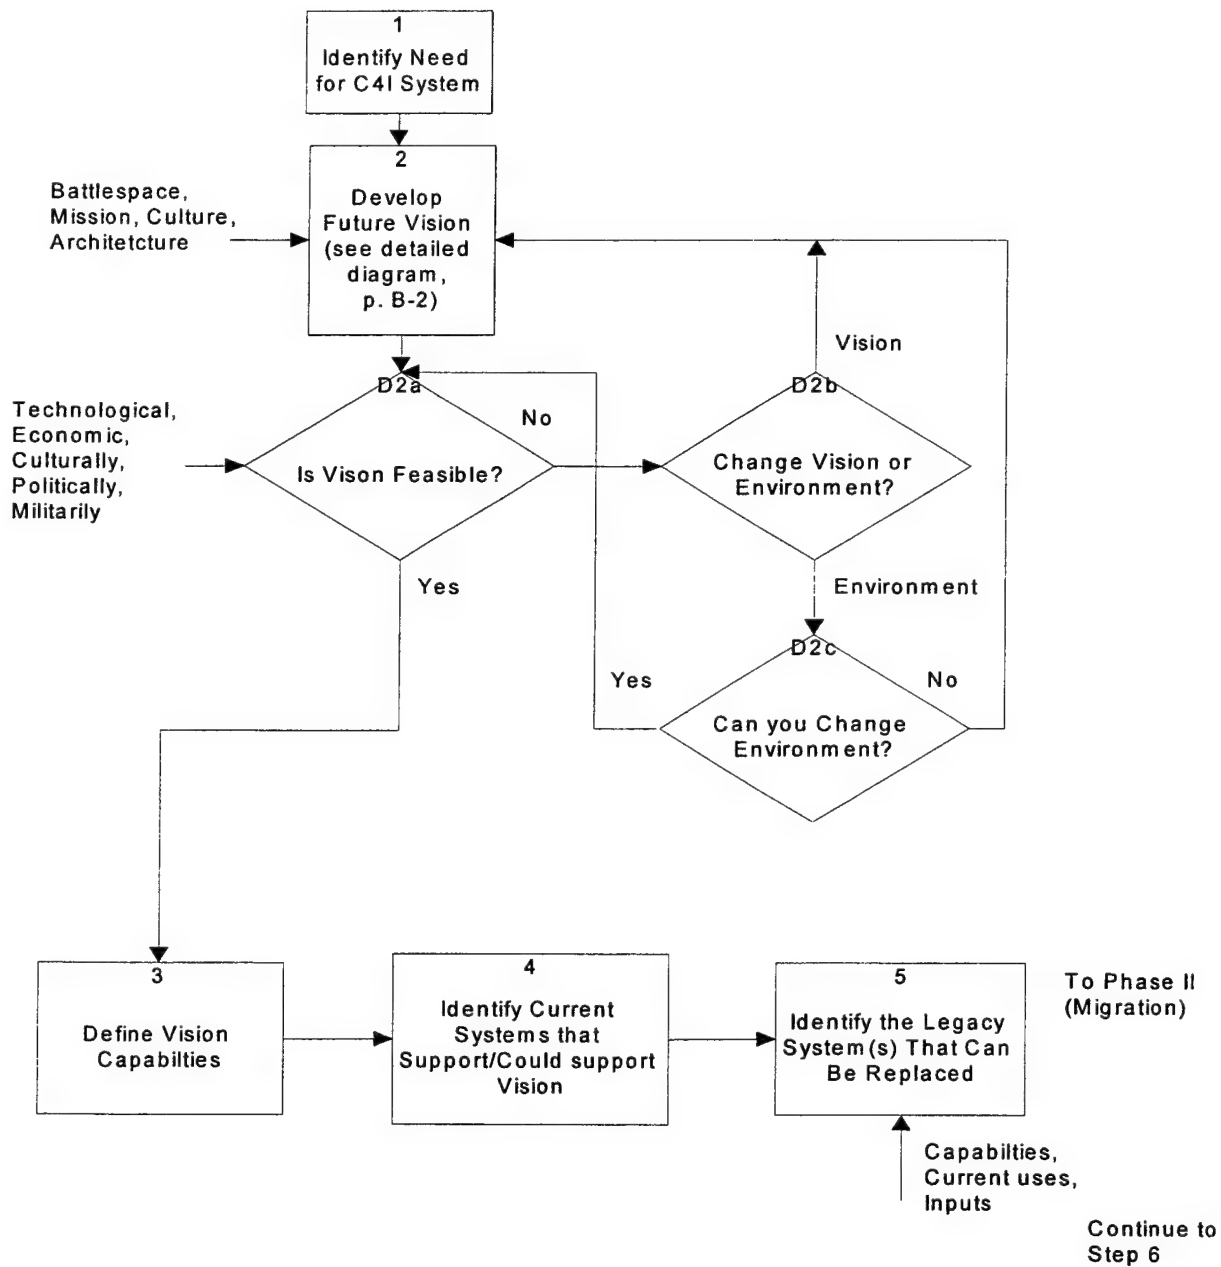 1
Identify Need
for C4I System
2
Develop
Future Vision
(see detailed
diagram,
p. B-2)
Battlespace,
Mission, Culture,
Architetcture
Vision
D2a
No
Is Vison Feasible?
Technological,
Economic,
Culturally,
Politically,
Militarily
D2b
Change Vision or
Environment?
Yes
Environment
D2c
Yes
No
Can you Change
Environment?
3
Define Vision
Capabilties
4
Identify Current
Systems that
Support/Could support
Vision
5
Identify the Legacy
System(s) That Can
Be Replaced
To Phase II
(Migration)
Capabilties,
Current uses,
Inputs
Continue to
Step 6